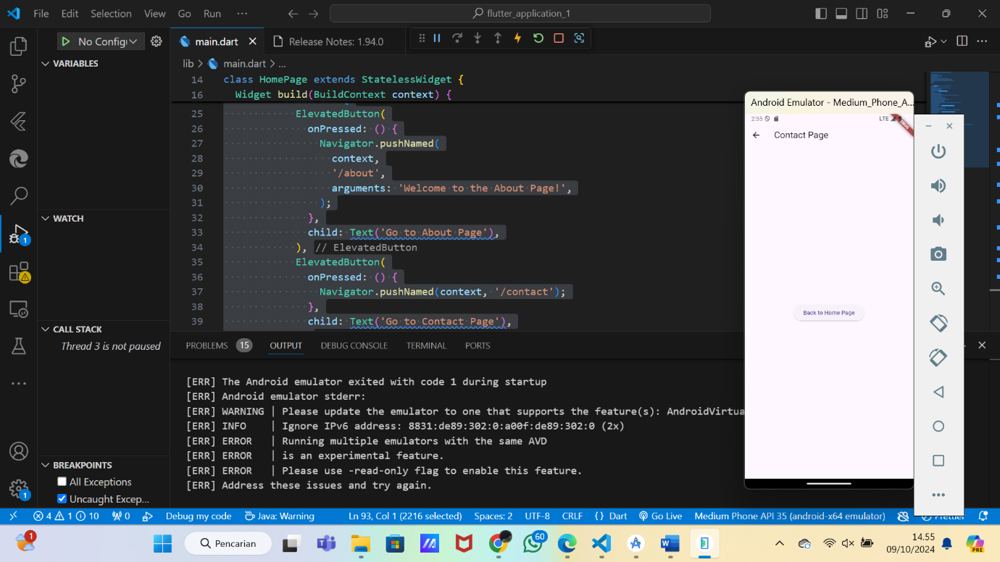 File Edit Selection View Go Run ··· flutter_application_1
No Config main.dart Release Notes: 1.94.0
VARIABLES
lib > main.dart > ...
14 class HomePage extends StatelessWidget {
16 Widget build(BuildContext context) {
25 ElevatedButton(
26 onPressed: () {
27 Navigator.pushNamed(
28 context,
29 '/about',
30 arguments: 'Welcome to the About Page!',
31 );
32 },
33 child: Text('Go to About Page'),
34 ), // ElevatedButton
35 ElevatedButton(
36 onPressed: () {
37 Navigator.pushNamed(context, '/contact');
38 },
39 child: Text('Go to Contact Page'),
WATCH
CALL STACK
Thread 3 is not paused
BREAKPOINTS
All Exceptions
Uncaught Excep...
1
1
PROBLEMS 15 OUTPUT DEBUG CONSOLE TERMINAL PORTS
[ERR] The Android emulator exited with code 1 during startup
[ERR] Android emulator stderr:
[ERR] WARNING | Please update the emulator to one that supports the feature(s): AndroidVirtua
[ERR] INFO | Ignore IPv6 address: 8831:de89:302:0:a00f:de89:302:0 (2x)
[ERR] ERROR | Running multiple emulators with the same AVD
[ERR] ERROR | is an experimental feature.
[ERR] ERROR | Please use -read-only flag to enable this feature.
[ERR] Address these issues and try again.
Android Emulator - Medium_Phone_A...
2:55 LTE
DEBUG
Contact Page
Back to Home Page
4 1 10 0 Debug my code Java: Warning Ln 93, Col 1 (2216 selected) Spaces: 2 UTF-8 CRLF {} Dart Go Live Medium Phone API 35 (android-x64 emulator) Prettier
1 Pencarian 60 14.55
09/10/2024
PRE